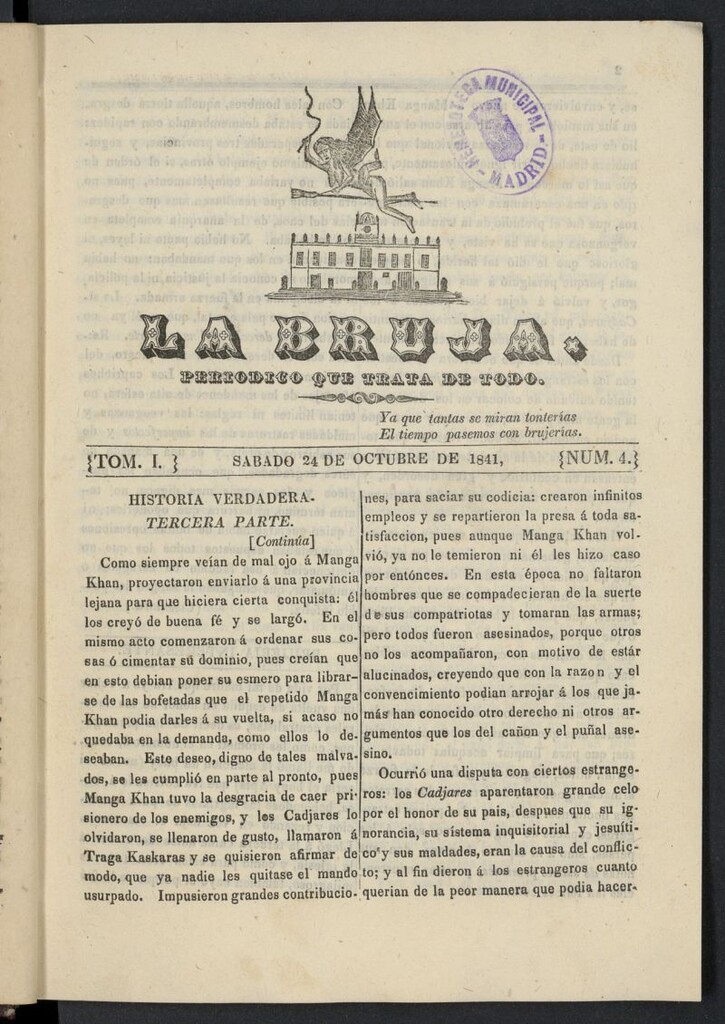 HEMEROTECA MUNICIPAL - MADRID -
LA BRUJA.
PERIODICO QUE TRATA DE TODO.
Ya que tantas se miran tonterías
El tiempo pasemos con brujerías.
{TOM. I. } SABADO 24 DE OCTUBRE DE 1841, {NUM. 4.}
HISTORIA VERDADERA.
TERCERA PARTE.
[Continúa]
Como siempre veían de mal ojo á Manga
Khan, proyectaron enviarlo á una provincia
lejana para que hiciera cierta conquista: él
los creyó de buena fé y se largó. En el
mismo acto comenzaron á ordenar sus co-
sas ó cimentar su dominio, pues creían que
en esto debian poner su esmero para librar-
se de las bofetadas que el repetido Manga
Khan podia darles á su vuelta, si acaso no
quedaba en la demanda, como ellos lo de-
seaban. Este deseo, digno de tales malva-
dos, se les cumplió en parte al pronto, pues
Manga Khan tuvo la desgracia de caer pri-
sionero de los enemigos, y los Cadjares lo
olvidaron, se llenaron de gusto, llamaron á
Traga Kaskaras y se quisieron afirmar de
modo, que ya nadie les quitase el mando
usurpado. Impusieron grandes contribucio-
nes, para saciar su codicia: crearon infinitos
empleos y se repartieron la presa á toda sa-
tisfaccion, pues aunque Manga Khan vol-
vió, ya no le temieron ni él les hizo caso
por entónces. En esta época no faltaron
hombres que se compadecieran de la suerte
de sus compatriotas y tomaran las armas;
pero todos fueron asesinados, porque otros
no los acompañaron, con motivo de estár
alucinados, creyendo que con la razon y el
convencimiento podian arrojar á los que ja-
más han conocido otro derecho ni otros ar-
gumentos que los del cañon y el puñal ase-
sino.
Ocurrió una disputa con ciertos estrange-
ros: los Cadjares aparentaron grande celo
por el honor de su pais, despues que su ig-
norancia, su sistema inquisitorial y jesuíti-
co y sus maldades, eran la causa del conflic-
to; y al fin dieron á los estrangeros cuanto
querian de la peor manera que podia hacer-